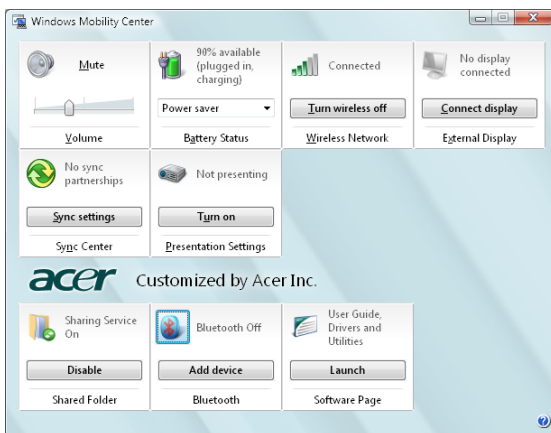 Windows Mobility Center
Mute
Volume
90% available
(plugged in,
charging)
Power saver
Battery Status
Connected
Turn wireless off
Wireless Network
No display
connected
Connect display
External Display
No sync
partnerships
Sync settings
Sync Center
Not presenting
Turn on
Presentation Settings
acer Customized by Acer Inc.
Sharing Service
On
Disable
Shared Folder
Bluetooth Off
Add device
Bluetooth
User Guide,
Drivers and
Utilities
Launch
Software Page